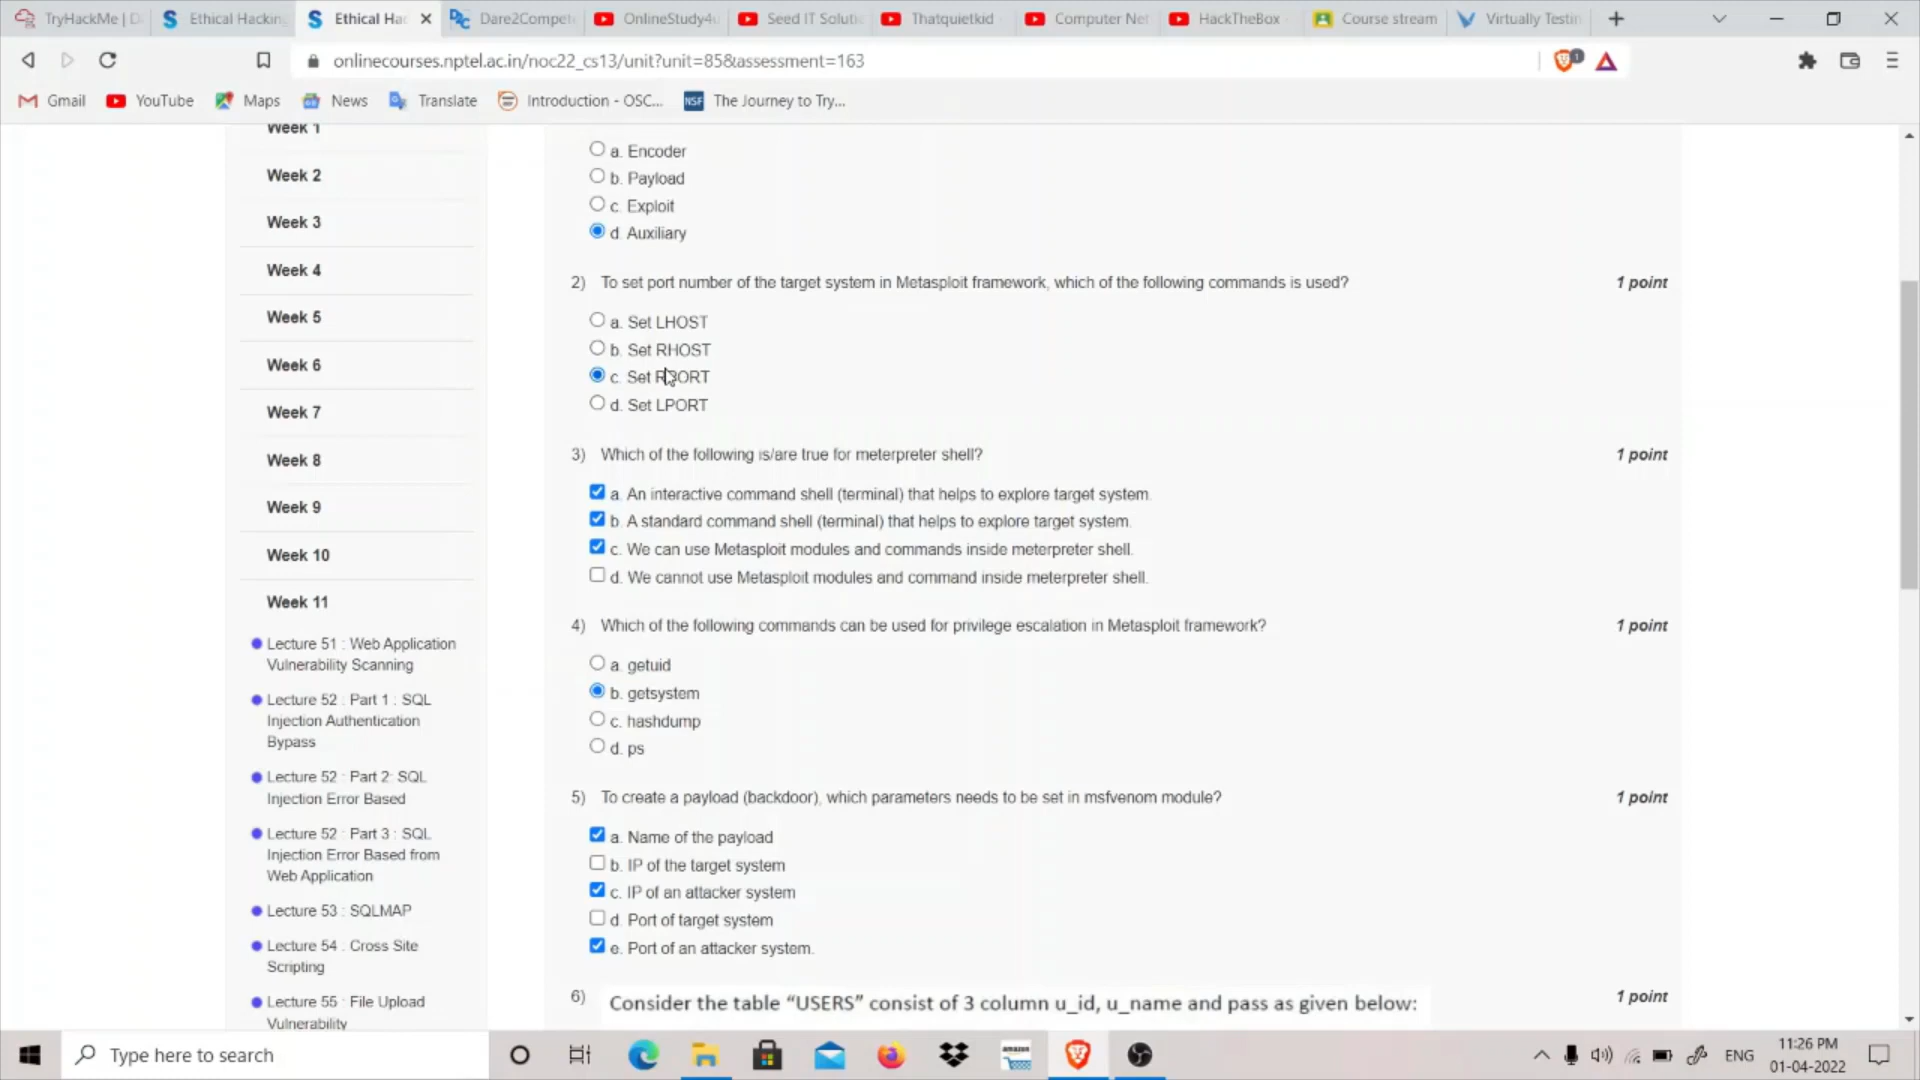 TryHackMe | D
Ethical Hacking
Ethical Hac
Dare2Compet
OnlineStudy4u
Seed IT Soluti
Thatquietkid
Computer Net
HackTheBox
Course stream
Virtually Testin
onlinecourses.nptel.ac.in/noc22_cs13/unit?unit=85&assessment=163
1
Gmail
YouTube
Maps
News
Translate
Introduction - OSC...
NSF
The Journey to Try...
Week 1
Week 2
Week 3
Week 4
Week 5
Week 6
Week 7
Week 8
Week 9
Week 10
Week 11
Lecture 51 : Web Application
Vulnerability Scanning
Lecture 52 : Part 1 : SQL
Injection Authentication
Bypass
Lecture 52 : Part 2: SQL
Injection Error Based
Lecture 52 : Part 3 : SQL
Injection Error Based from
Web Application
Lecture 53 : SQLMAP
Lecture 54 : Cross Site
Scripting
Lecture 55 : File Upload
Vulnerability
a. Encoder
b. Payload
c. Exploit
d. Auxiliary
2) To set port number of the target system in Metasploit framework, which of the following commands is used? 1 point
a. Set LHOST
b. Set RHOST
c. Set RPORT
d. Set LPORT
3) Which of the following is/are true for meterpreter shell? 1 point
a. An interactive command shell (terminal) that helps to explore target system.
b. A standard command shell (terminal) that helps to explore target system.
c. We can use Metasploit modules and commands inside meterpreter shell.
d. We cannot use Metasploit modules and command inside meterpreter shell.
4) Which of the following commands can be used for privilege escalation in Metasploit framework? 1 point
a. getuid
b. getsystem
c. hashdump
d. ps
5) To create a payload (backdoor), which parameters needs to be set in msfvenom module? 1 point
a. Name of the payload
b. IP of the target system
c. IP of an attacker system
d. Port of target system
e. Port of an attacker system.
6) Consider the table “USERS” consist of 3 column u_id, u_name and pass as given below: 1 point
Type here to search
amazon
ENG
11:26 PM
01-04-2022